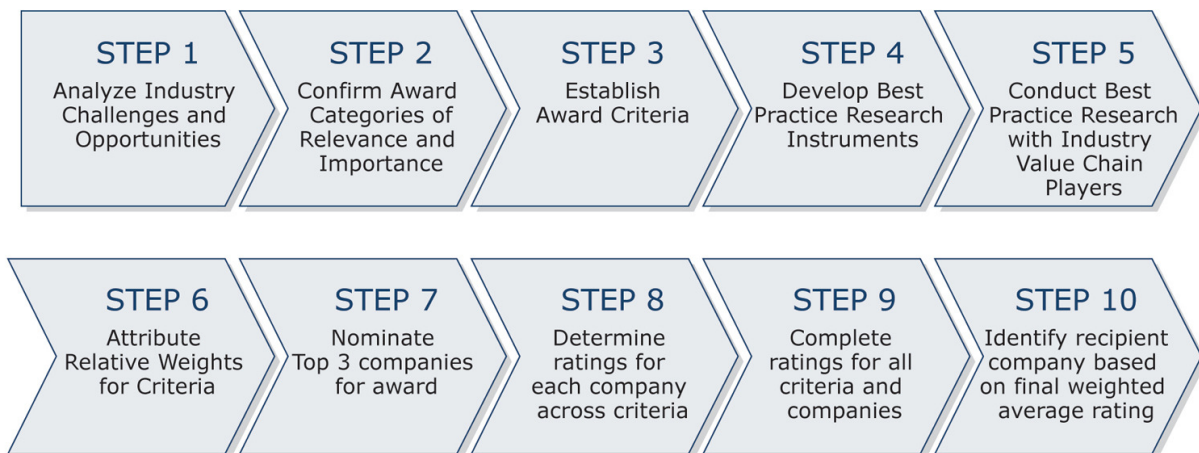 STEP 1
Analyze Industry
Challenges and
Opportunities
STEP 2
Confirm Award
Categories of
Relevance and
Importance
STEP 3
Establish
Award Criteria
STEP 4
Develop Best
Practice Research
Instruments
STEP 5
Conduct Best
Practice Research
with Industry
Value Chain
Players
STEP 6
Attribute
Relative Weights
for Criteria
STEP 7
Nominate
Top 3 companies
for award
STEP 8
Determine
ratings for
each company
across criteria
STEP 9
Complete
ratings for all
criteria and
companies
STEP 10
Identify recipient
company based
on final weighted
average rating